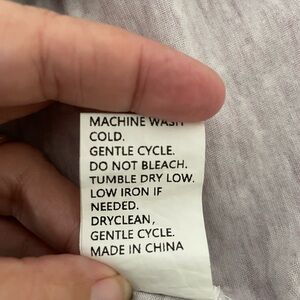 MACHINE WASH
COLD.
GENTLE CYCLE.
DO NOT BLEACH.
TUMBLE DRY LOW.
LOW IRON IF
NEEDED.
DRYCLEAN,
GENTLE CYCLE.
MADE IN CHINA